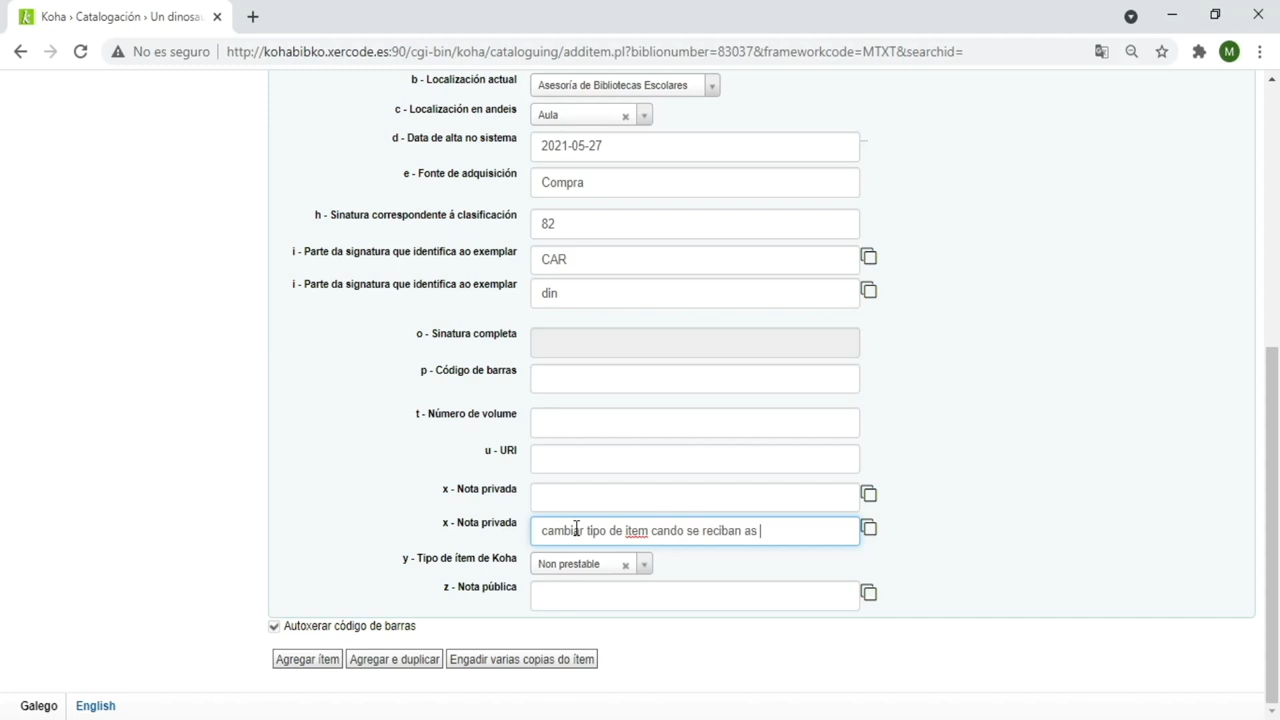 Koha › Catalogación › Un dinosau
No es seguro
http://kohabibko.xercode.es:90/cgi-bin/koha/cataloguing/additem.pl?biblionumber=83037&frameworkcode=MTXT&searchid=
M
b - Localización actual
Asesoría de Bibliotecas Escolares
c - Localización en andeis
Aula
d - Data de alta no sistema
2021-05-27
e - Fonte de adquisición
Compra
h - Sinatura correspondente á clasificación
82
i - Parte da signatura que identifica ao exemplar
CAR
i - Parte da signatura que identifica ao exemplar
din
o - Sinatura completa
p - Código de barras
t - Número de volume
u - URI
x - Nota privada
x - Nota privada
cambiar tipo de item cando se reciban as
y - Tipo de ítem de Koha
Non prestable
z - Nota pública
Autoxerar código de barras
Agregar ítem
Agregar e duplicar
Engadir varias copias do ítem
Galego
English